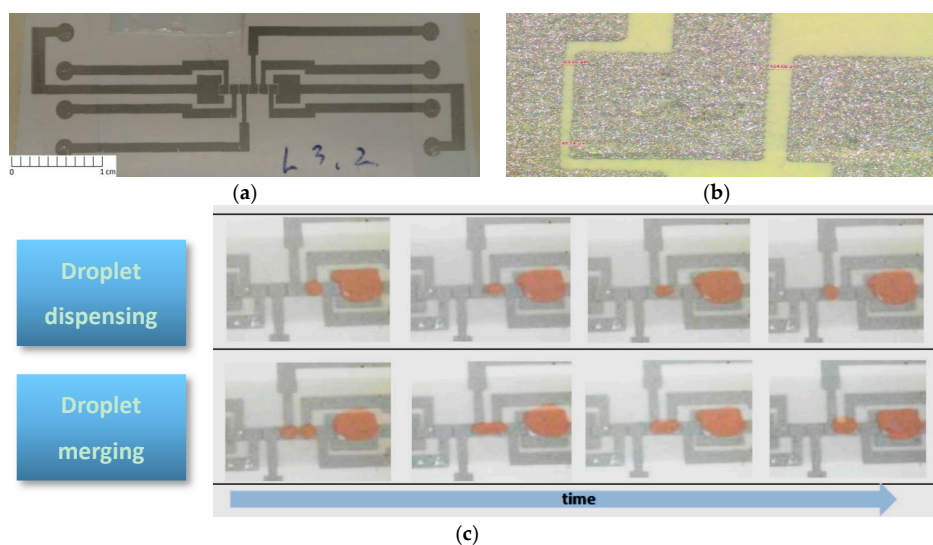 L 3.2
0
1 cm
(a)
(b)
Droplet
dispensing
Droplet
merging
time
(c)